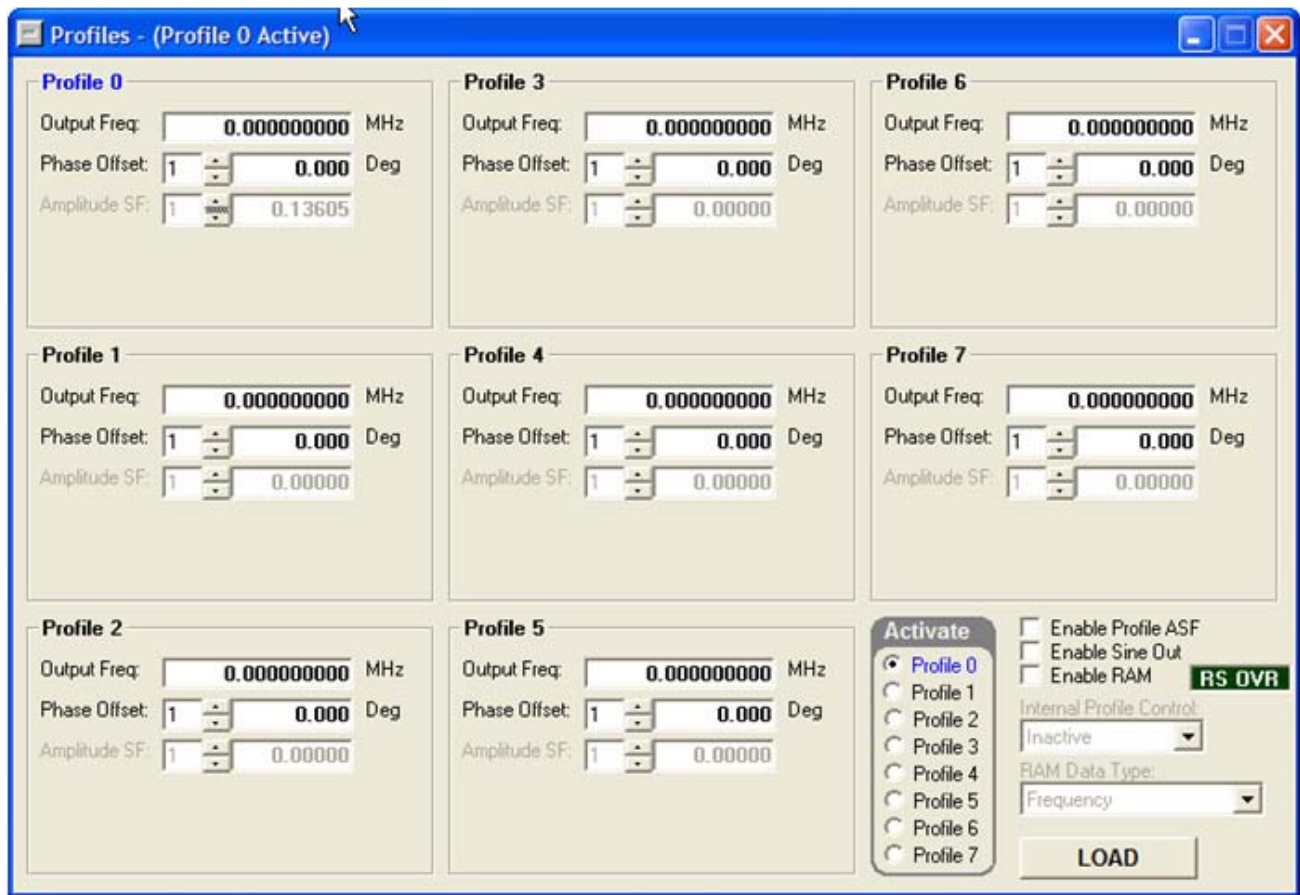 Profiles - (Profile 0 Active)
Profile 0
Output Freq: 0.000000000 MHz
Phase Offset: 1 0.000 Deg
Amplitude SF: 1 0.13605
Profile 3
Output Freq: 0.000000000 MHz
Phase Offset: 1 0.000 Deg
Amplitude SF: 1 0.00000
Profile 6
Output Freq: 0.000000000 MHz
Phase Offset: 1 0.000 Deg
Amplitude SF: 1 0.00000
Profile 1
Output Freq: 0.000000000 MHz
Phase Offset: 1 0.000 Deg
Amplitude SF: 1 0.00000
Profile 4
Output Freq: 0.000000000 MHz
Phase Offset: 1 0.000 Deg
Amplitude SF: 1 0.00000
Profile 7
Output Freq: 0.000000000 MHz
Phase Offset: 1 0.000 Deg
Amplitude SF: 1 0.00000
Profile 2
Output Freq: 0.000000000 MHz
Phase Offset: 1 0.000 Deg
Amplitude SF: 1 0.00000
Profile 5
Output Freq: 0.000000000 MHz
Phase Offset: 1 0.000 Deg
Amplitude SF: 1 0.00000
Activate
Profile 0
Profile 1
Profile 2
Profile 3
Profile 4
Profile 5
Profile 6
Profile 7
Enable Profile ASF
Enable Sine Out
Enable RAM
RS OVR
Internal Profile Control:
Inactive
RAM Data Type:
Frequency
LOAD